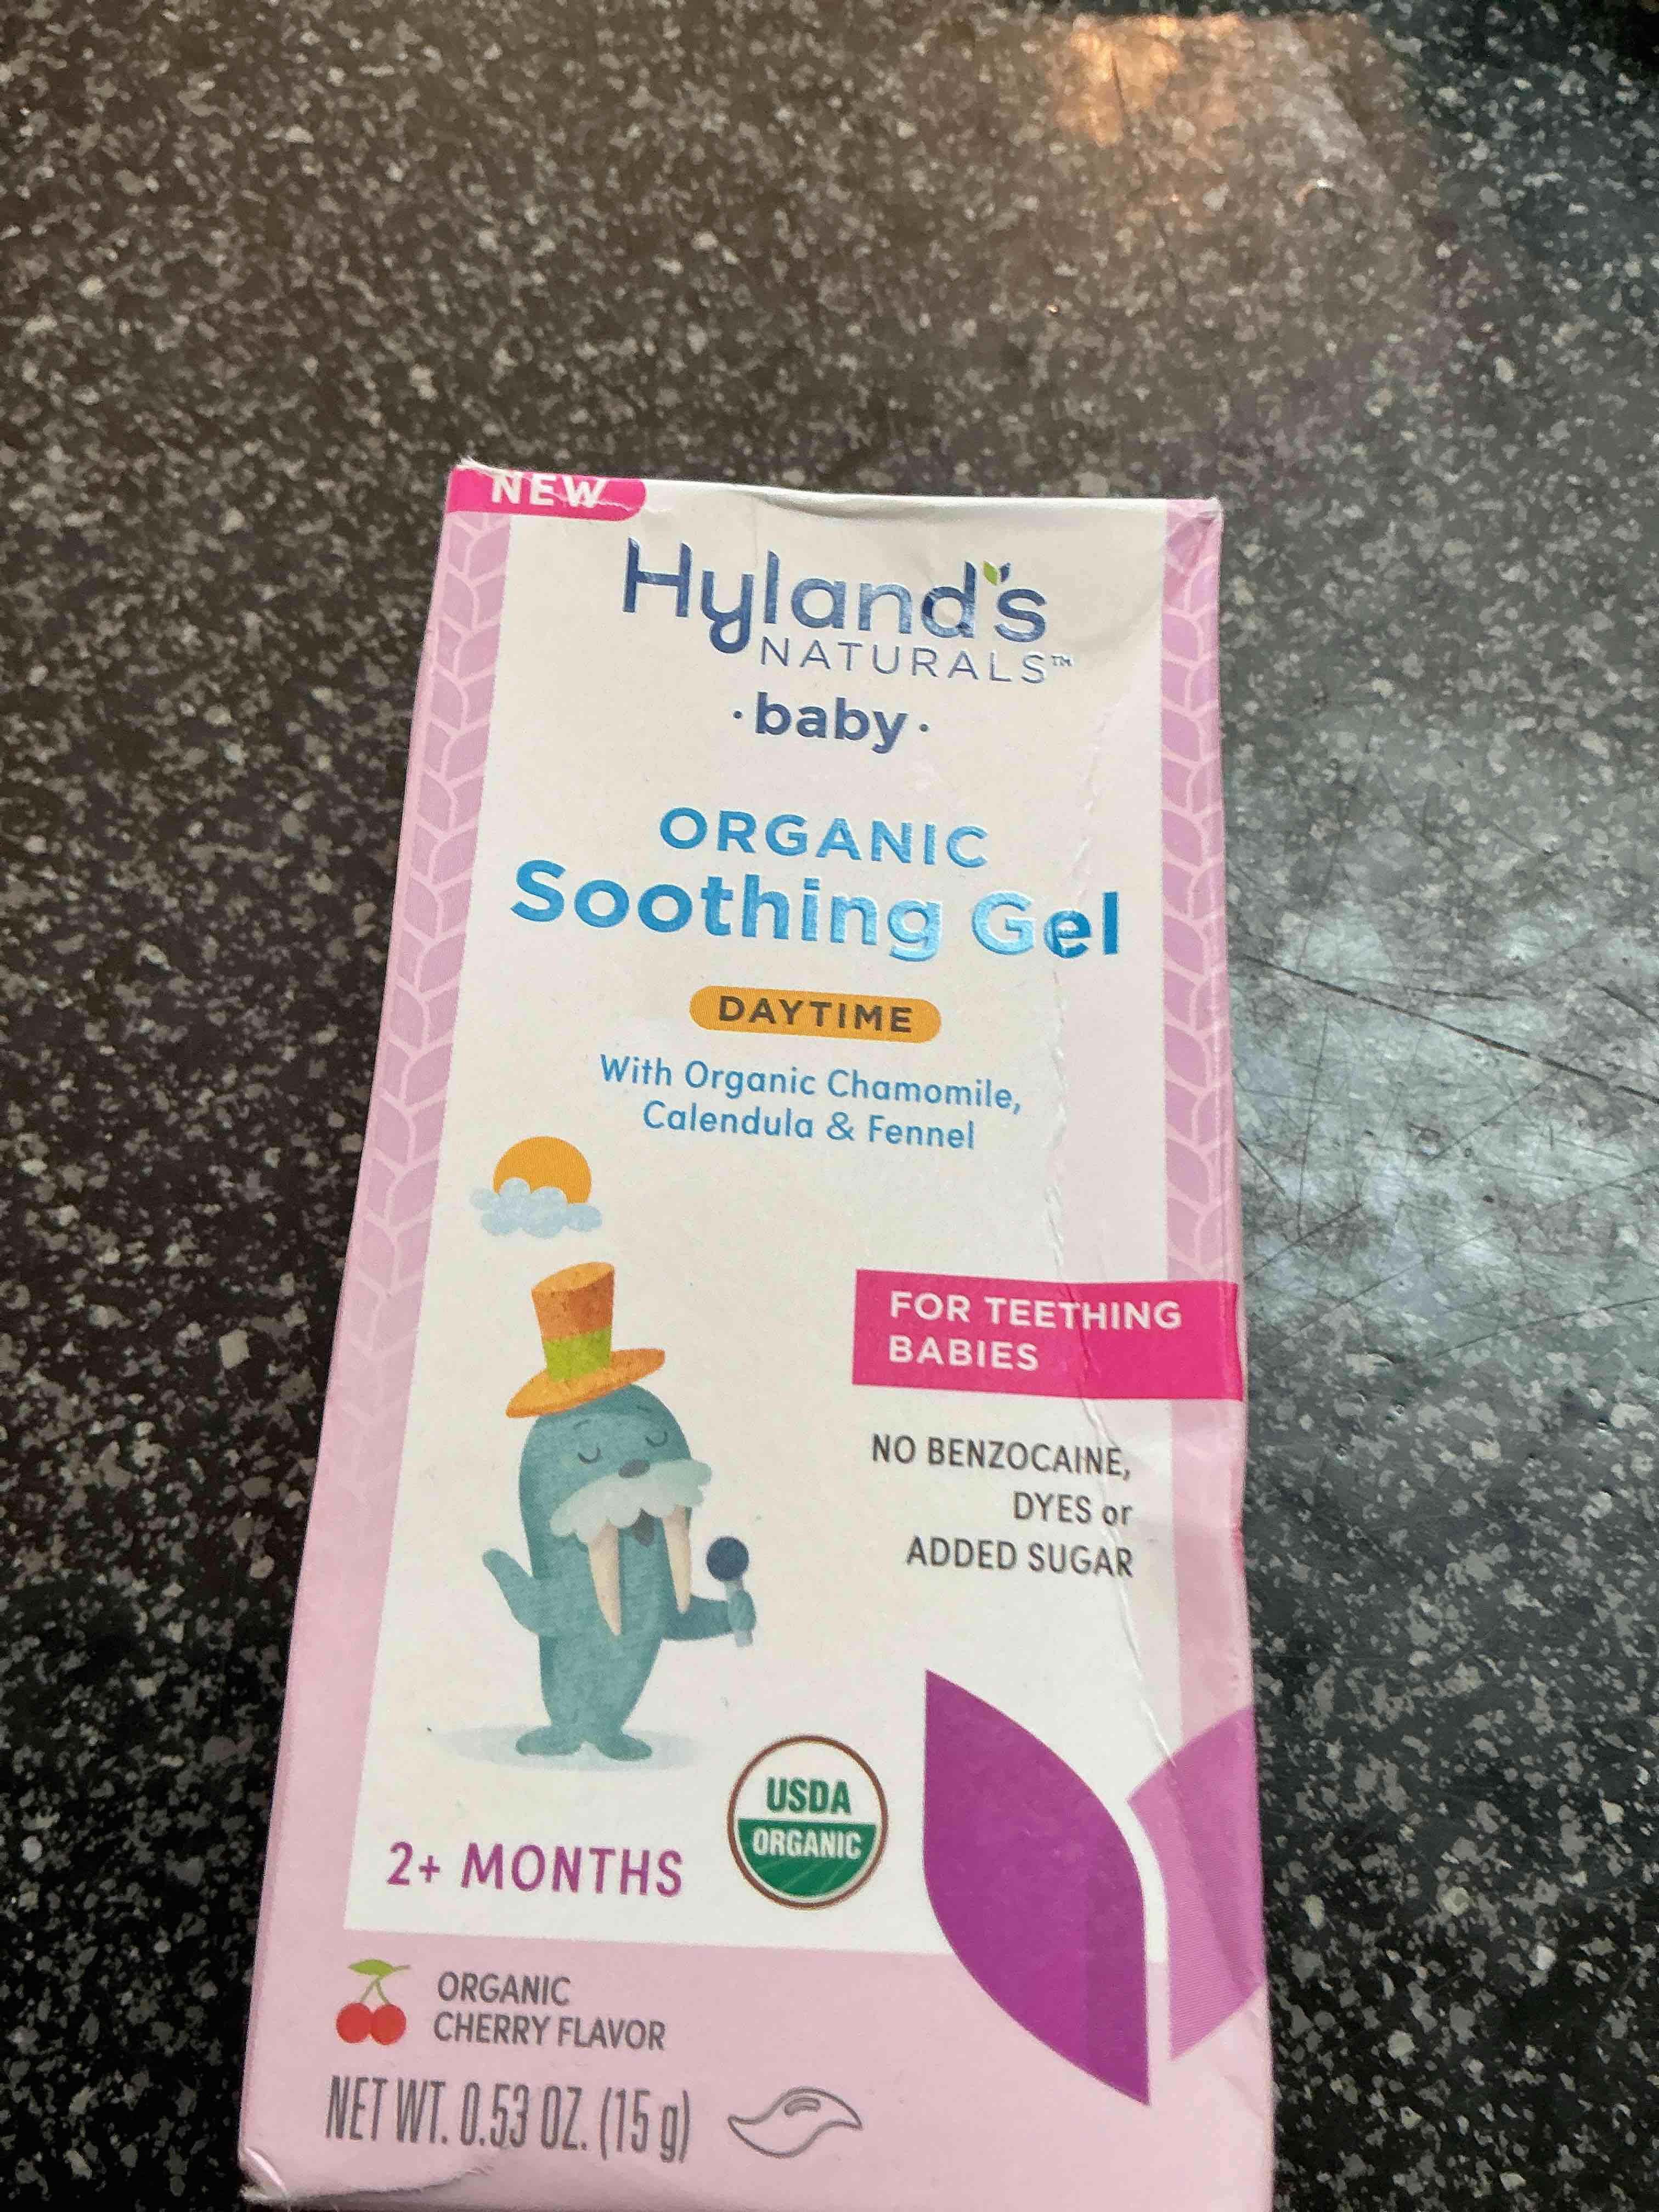 NEW
Hyland's
NATURALS™
• baby •
ORGANIC
Soothing Gel
DAYTIME
With Organic Chamomile,
Calendula & Fennel
FOR TEETHING
BABIES
NO BENZOCAINE,
DYES or
ADDED SUGAR
USDA
ORGANIC
2+ MONTHS
ORGANIC
CHERRY FLAVOR
NET WT. 0.53 OZ. (15 g)